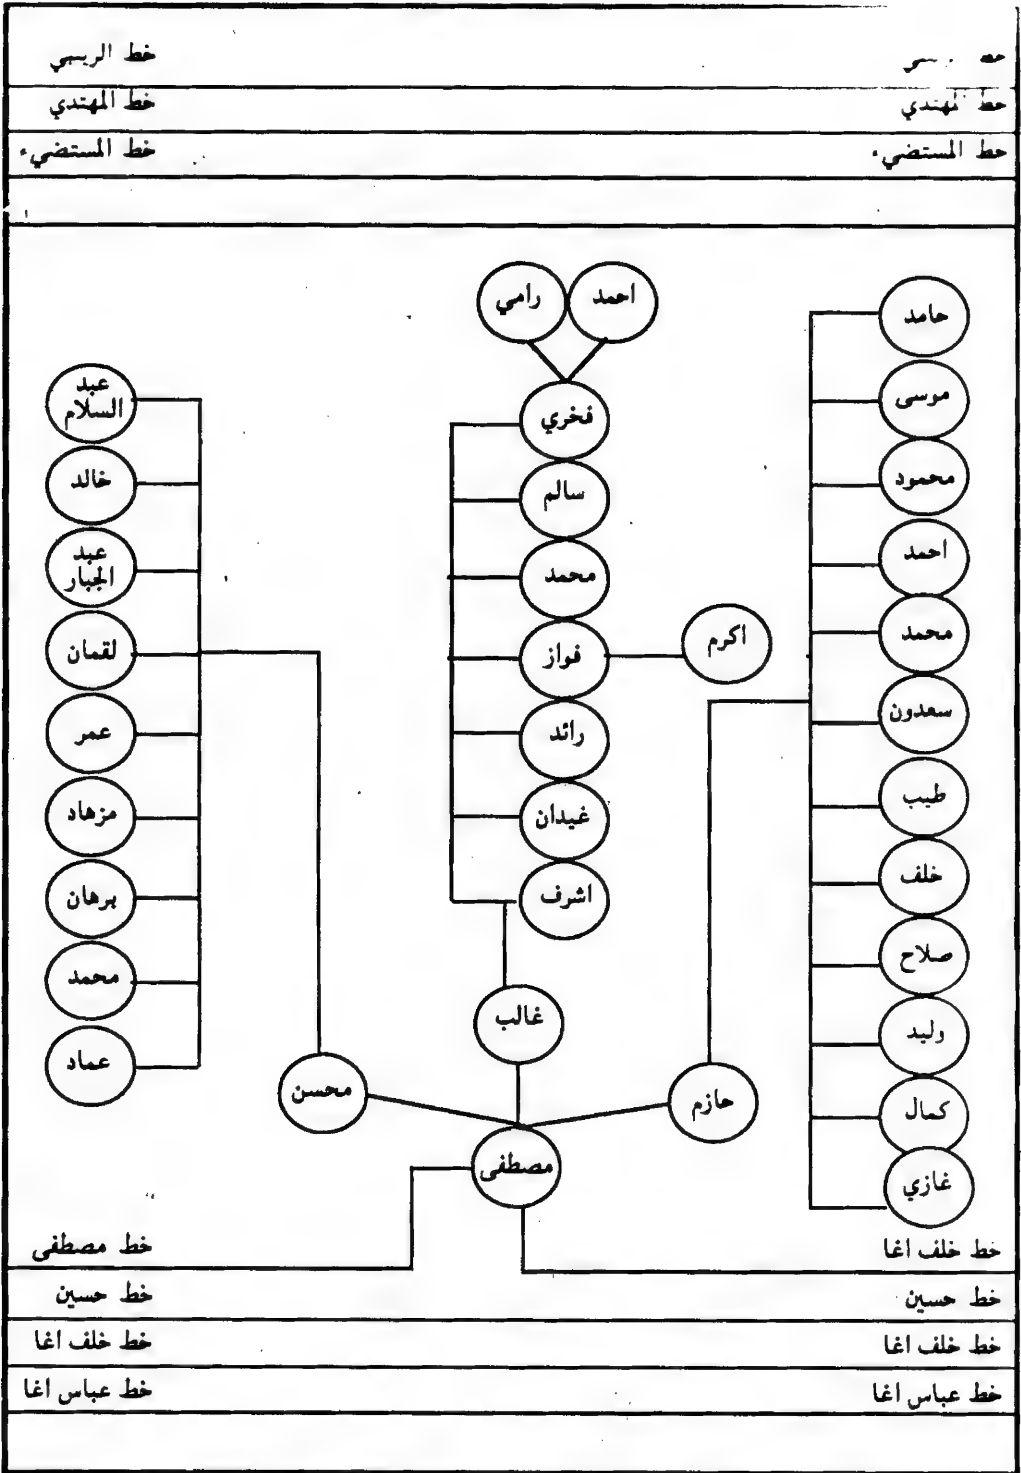 خط الريسي
خط المهتدي
خط المهتدي
خط المستضيء
خط المستضيء
احمد
رامي
حامد
موسى
محمود
احمد
محمد
سعدون
طيب
خلف
صلاح
وليد
كمال
غازي
فخري
سالم
محمد
فواز
اكرم
رائد
غيدان
اشرف
عبد
السلام
خالد
عبد
الجبار
لقمان
عمر
مزهاد
برهان
محمد
عماد
غالب
حازم
محسن
مصطفى
خط خلف اغا
خط مصطفى
خط حسين
خط حسين
خط خلف اغا
خط خلف اغا
خط عباس اغا
خط عباس اغا